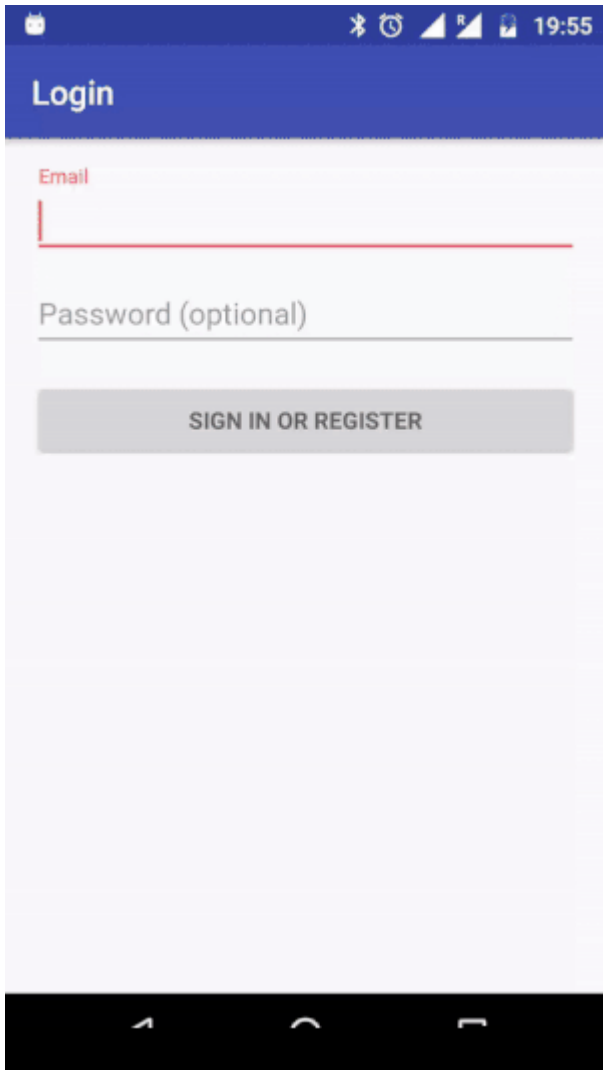 R 19:55
Login
Email
Password (optional)
SIGN IN OR REGISTER